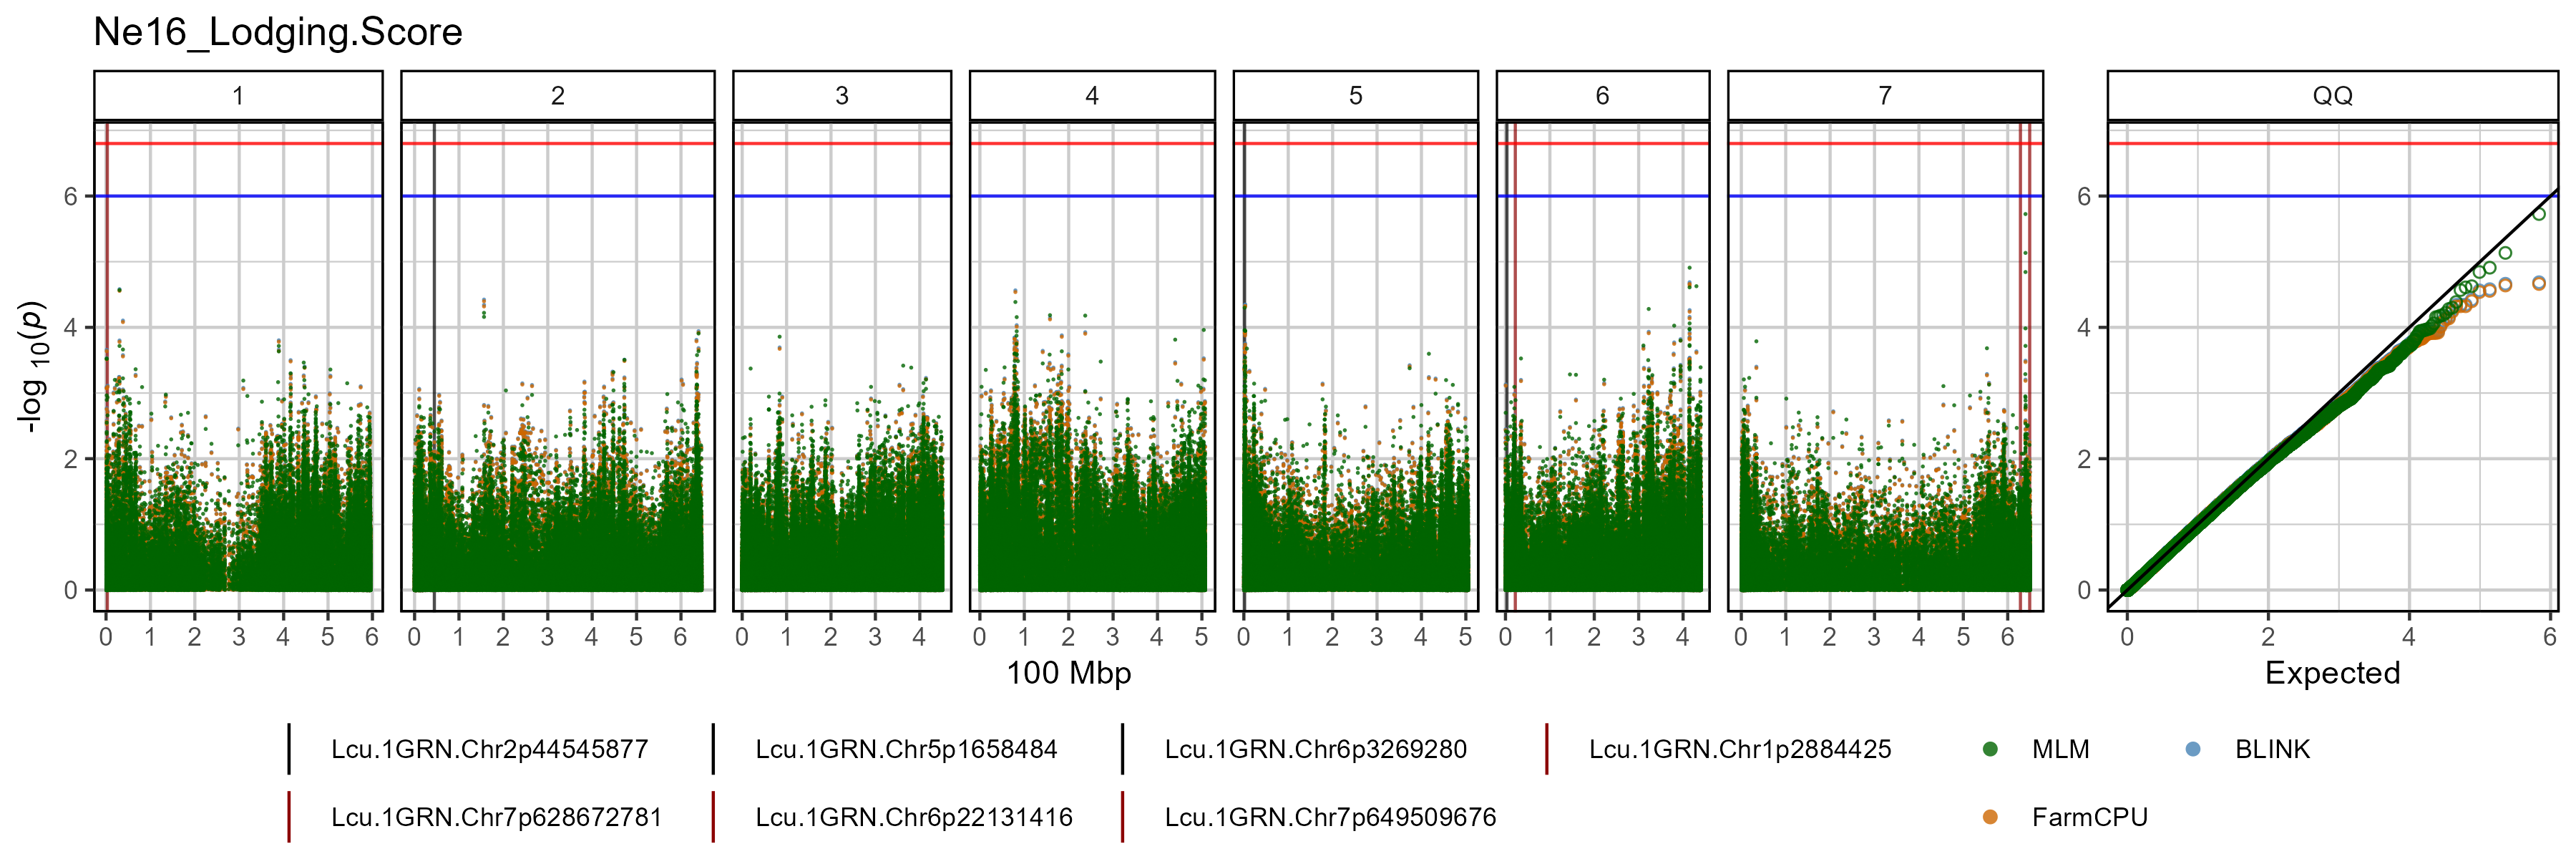 Ne16_Lodging.Score
1 2 3 4 5 6 7 QQ
6 6
4 4
2 2
0 0
-log 10(p)
0 1 2 3 4 5 6 0 1 2 3 4 5 6 0 1 2 3 4 0 1 2 3 4 5 0 1 2 3 4 5 0 1 2 3 4 0 1 2 3 4 5 6 0 2 4 6
100 Mbp Expected
Lcu.1GRN.Chr2p44545877 Lcu.1GRN.Chr5p1658484 Lcu.1GRN.Chr6p3269280 Lcu.1GRN.Chr1p2884425 MLM BLINK
Lcu.1GRN.Chr7p628672781 Lcu.1GRN.Chr6p22131416 Lcu.1GRN.Chr7p649509676 FarmCPU